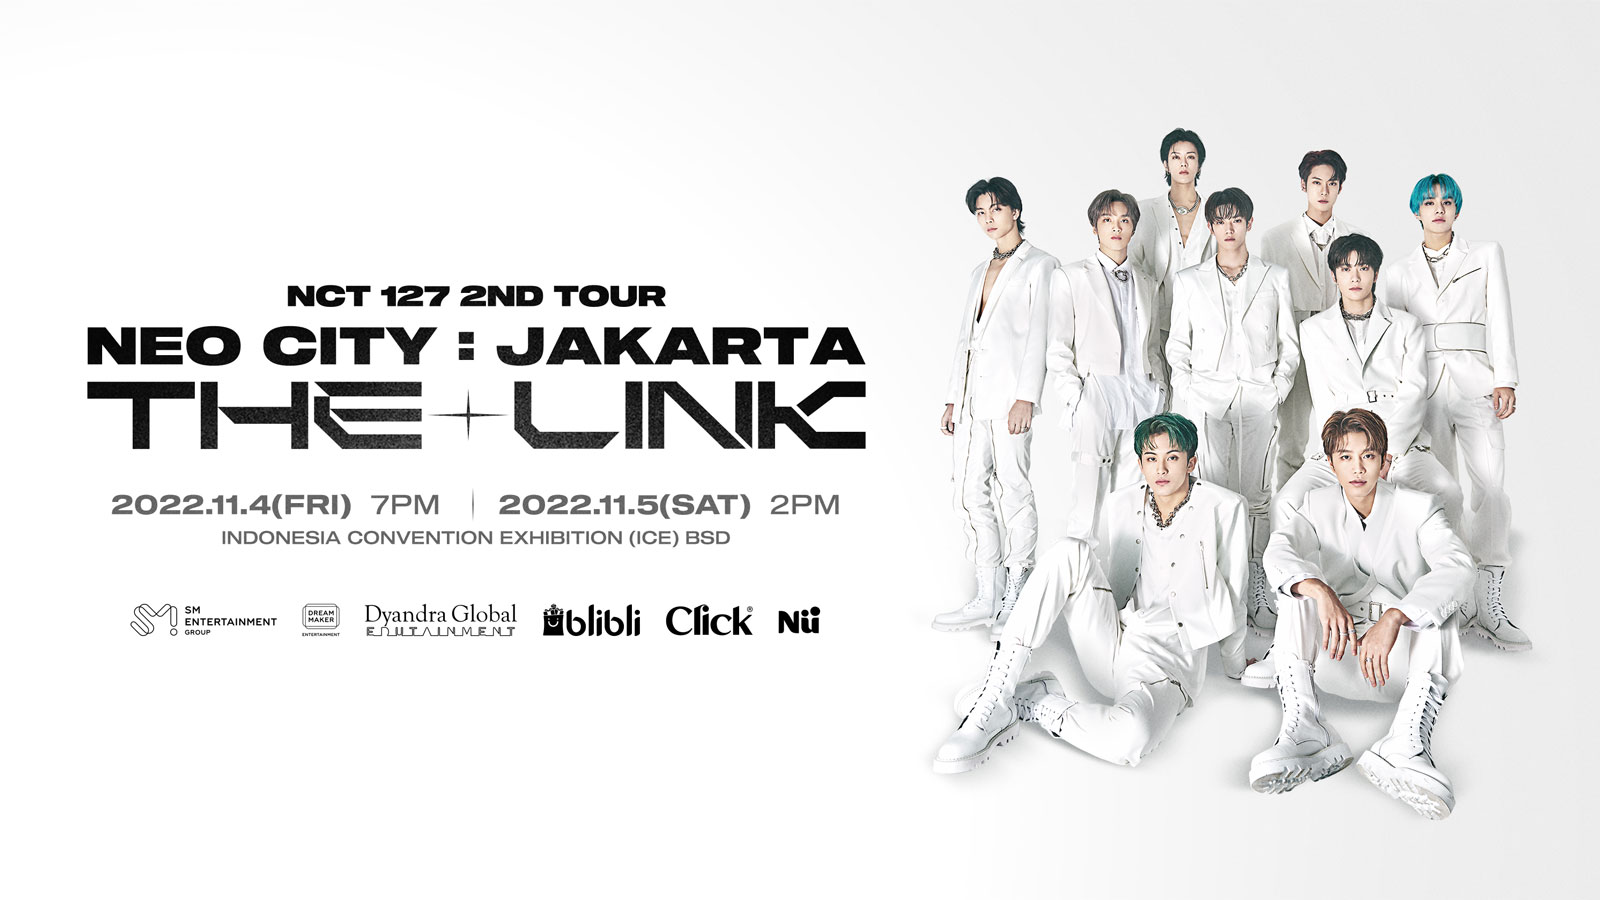 NCT 127 2ND TOUR
NEO CITY : JAKARTA
THE LINK
2022.11.4(FRI) 7PM | 2022.11.5(SAT) 2PM
INDONESIA CONVENTION EXHIBITION (ICE) BSD
SM
ENTERTAINMENT
GROUP
DREAM
MAKER
ENTERTAINMENT
Dyandra Global
EDUTAINMENT
blibli
Click®
Nü